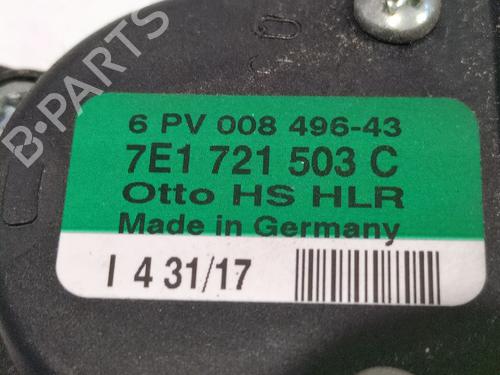 B-PARTS
6 PV 008 496-43
7E1 721 503 C
Otto HS HLR
Made in Germany
I 4 31/17